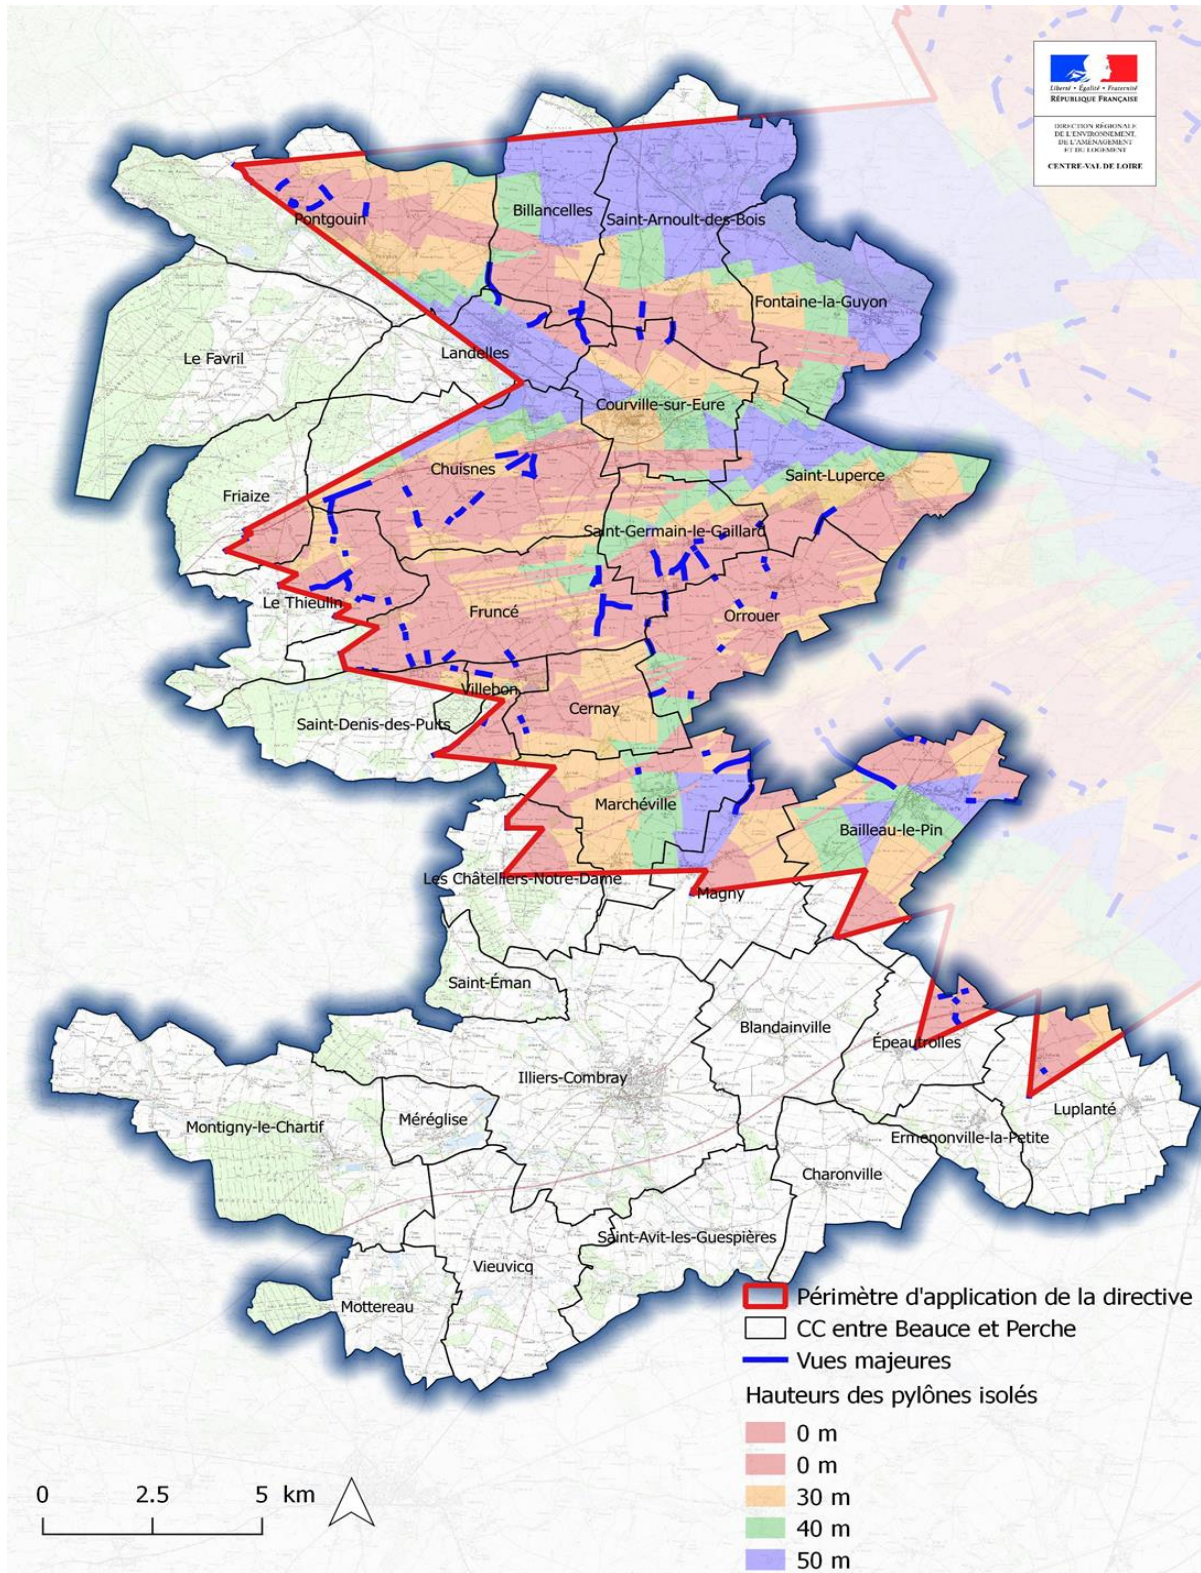 Liberté • Égalité • Fraternité
RÉPUBLIQUE FRANÇAISE
DIRECTION RÉGIONALE
DE L'ENVIRONNEMENT,
DE L'AMÉNAGEMENT
ET DU LOGEMENT
CENTRE-VAL DE LOIRE
Pontgouin
Billancelles
Saint-Arnoult-des-Bois
Fontaine-la-Guyon
Le Favril
Landelles
Courville-sur-Eure
Chuisnes
Saint-Luperce
Friaize
Saint-Germain-le-Gaillard
Le Thieulin
Fruncé
Orrouer
Villebon
Cernay
Saint-Denis-des-Puits
Marchéville
Bailleau-le-Pin
Les Châtelliers-Notre-Dame
Magny
Saint-Éman
Blandainville
Épeautrolles
Illiers-Combray
Luplanté
Méréglise
Montigny-le-Chartif
Ermenonville-la-Petite
Charonville
Saint-Avit-les-Guespières
Vieuvicq
Mottereau
Périmètre d'application de la directive
CC entre Beauce et Perche
Vues majeures
Hauteurs des pylônes isolés
0 m
0 m
30 m
40 m
50 m
0 2.5 5 km